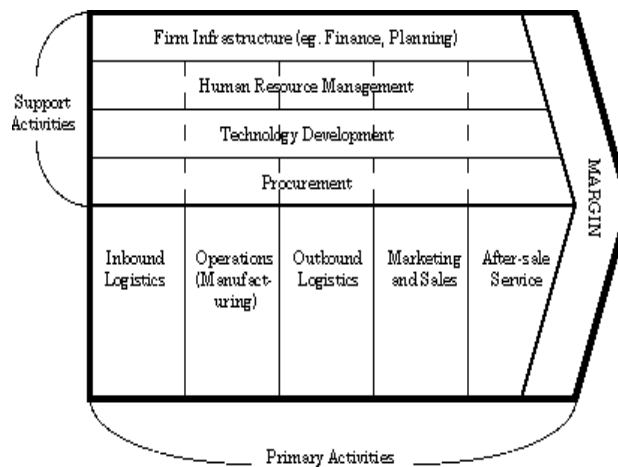 Firm Infrastructure (eg. Finance, Planning)
Human Resource Management
Support
Activities
Technology Development
Procurement
MARGIN
Inbound
Logistics
Operations
(Manufact-
uring)
Outbound
Logistics
Marketing
and Sales
After-sale
Service
Primary Activities